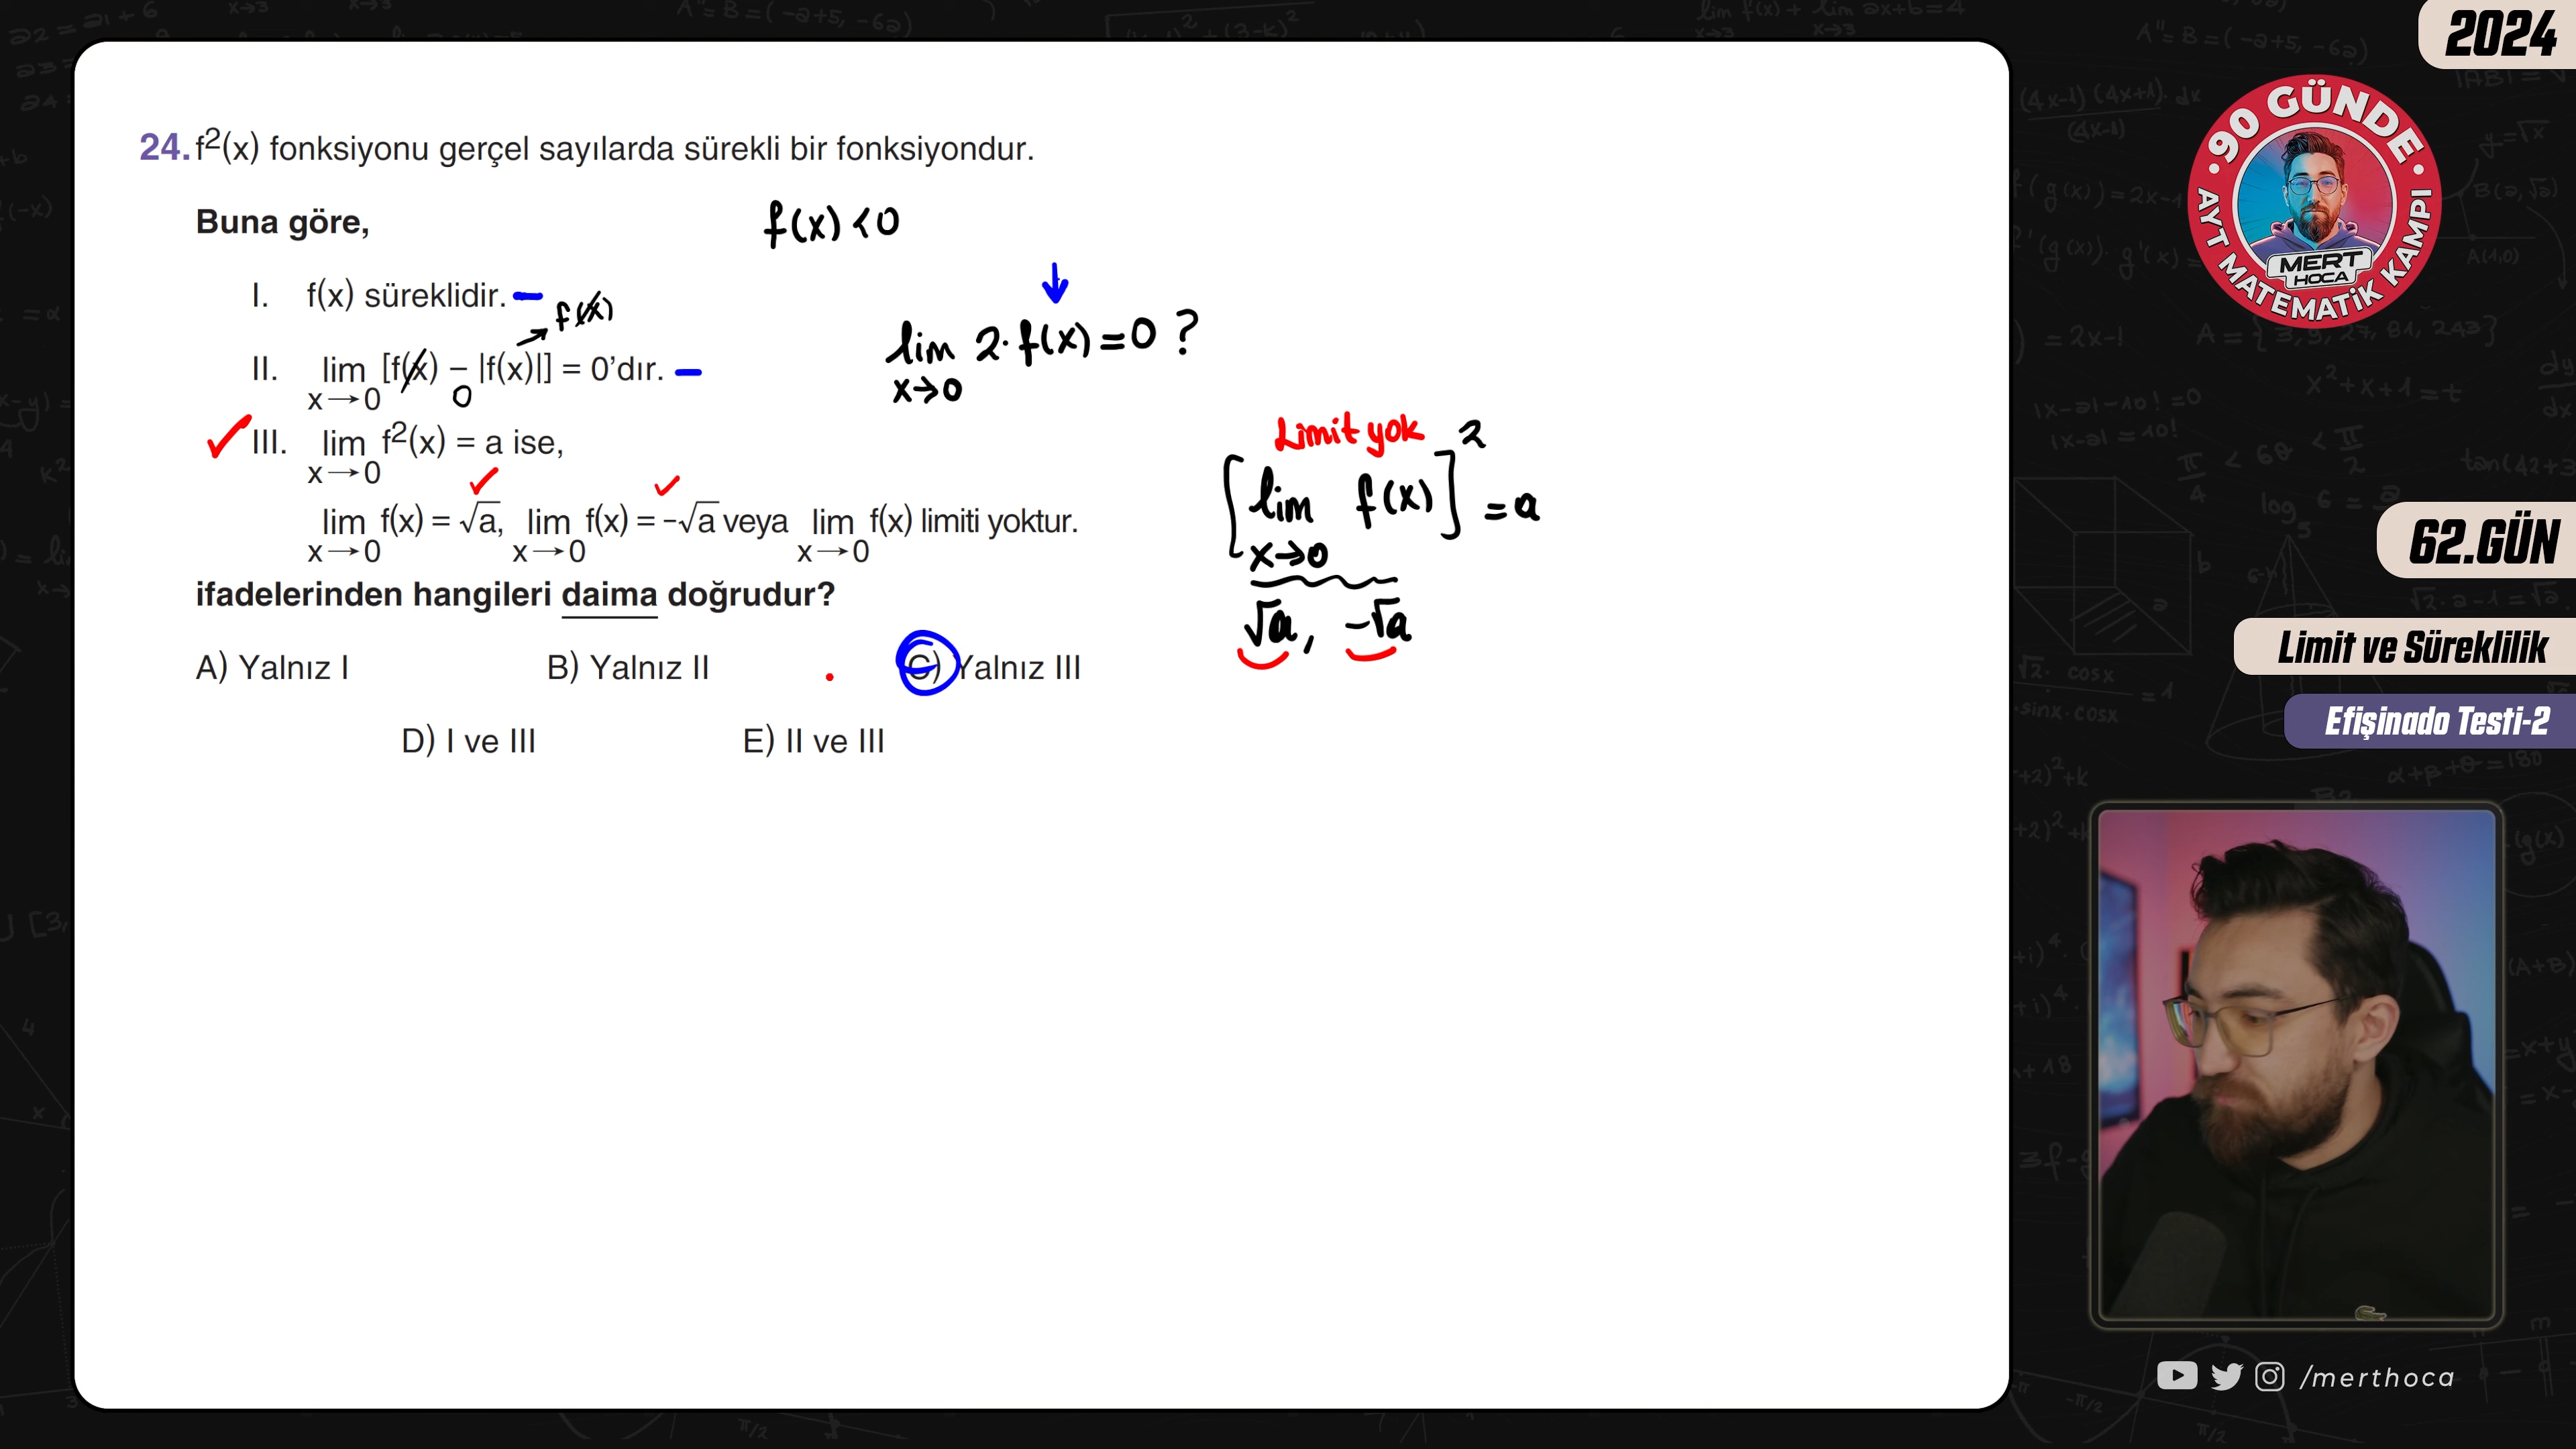 2024
90 GÜNDE
AYT MATEMATİK KAMPI
MERT HOCA
24. f²(x) fonksiyonu gerçel sayılarda sürekli bir fonksiyondur.
Buna göre,
f(x) < 0
I. f(x) süreklidir. –
→ f(x)
II. lim [f(x) – |f(x)|] = 0'dır. –
x→0
0
↓
lim 2·f(x) = 0 ?
x→0
✓ III. lim f²(x) = a ise,
x→0
✓ ✓
lim f(x) = √a, lim f(x) = -√a veya lim f(x) limiti yoktur.
x→0 x→0 x→0
Limit yok
[lim f(x)]² = a
x→0
√a, -√a
ifadelerinden hangileri daima doğrudur?
A) Yalnız I B) Yalnız II C) Yalnız III
D) I ve III E) II ve III
62.GÜN
Limit ve Süreklilik
Efişinado Testi-2
/merthoca